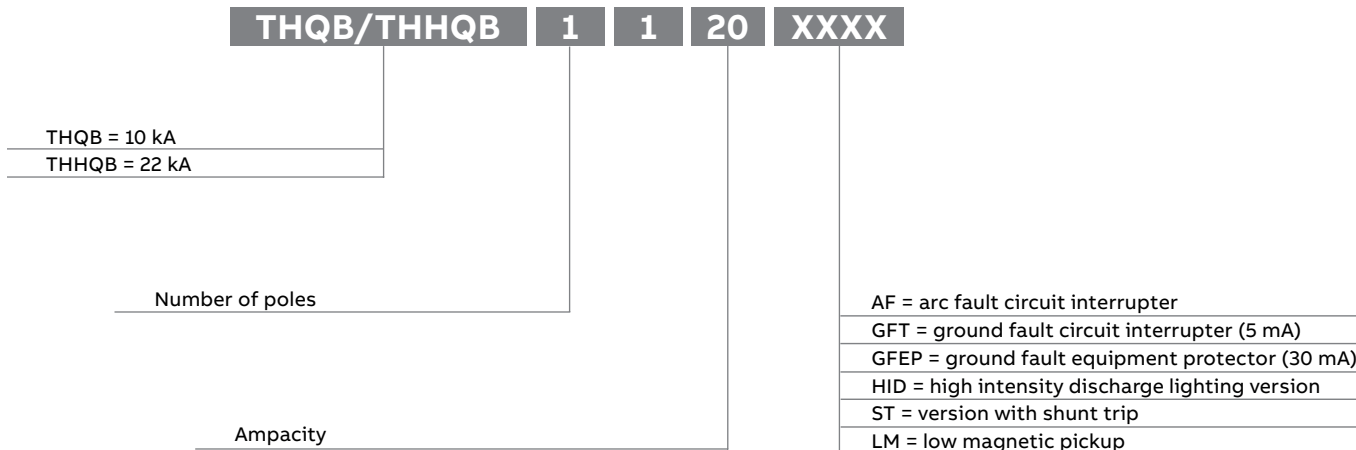 THQB/THHQB 1 1 20 XXXX
THQB = 10 kA
THHQB = 22 kA
Number of poles
AF = arc fault circuit interrupter
GFT = ground fault circuit interrupter (5 mA)
GFEP = ground fault equipment protector (30 mA)
HID = high intensity discharge lighting version
ST = version with shunt trip
Ampacity
LM = low magnetic pickup